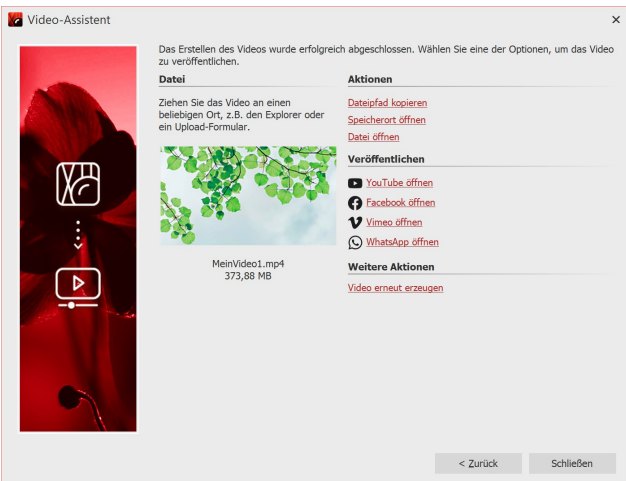 Video-Assistent
Das Erstellen des Videos wurde erfolgreich abgeschlossen. Wählen Sie eine der Optionen, um das Video
zu veröffentlichen.
Datei
Ziehen Sie das Video an einen
beliebigen Ort, z.B. den Explorer oder
ein Upload-Formular.
MeinVideo1.mp4
373,88 MB
Aktionen
Dateipfad kopieren
Speicherort öffnen
Datei öffnen
Veröffentlichen
YouTube öffnen
Facebook öffnen
Vimeo öffnen
WhatsApp öffnen
Weitere Aktionen
Video erneut erzeugen
< Zurück
Schließen